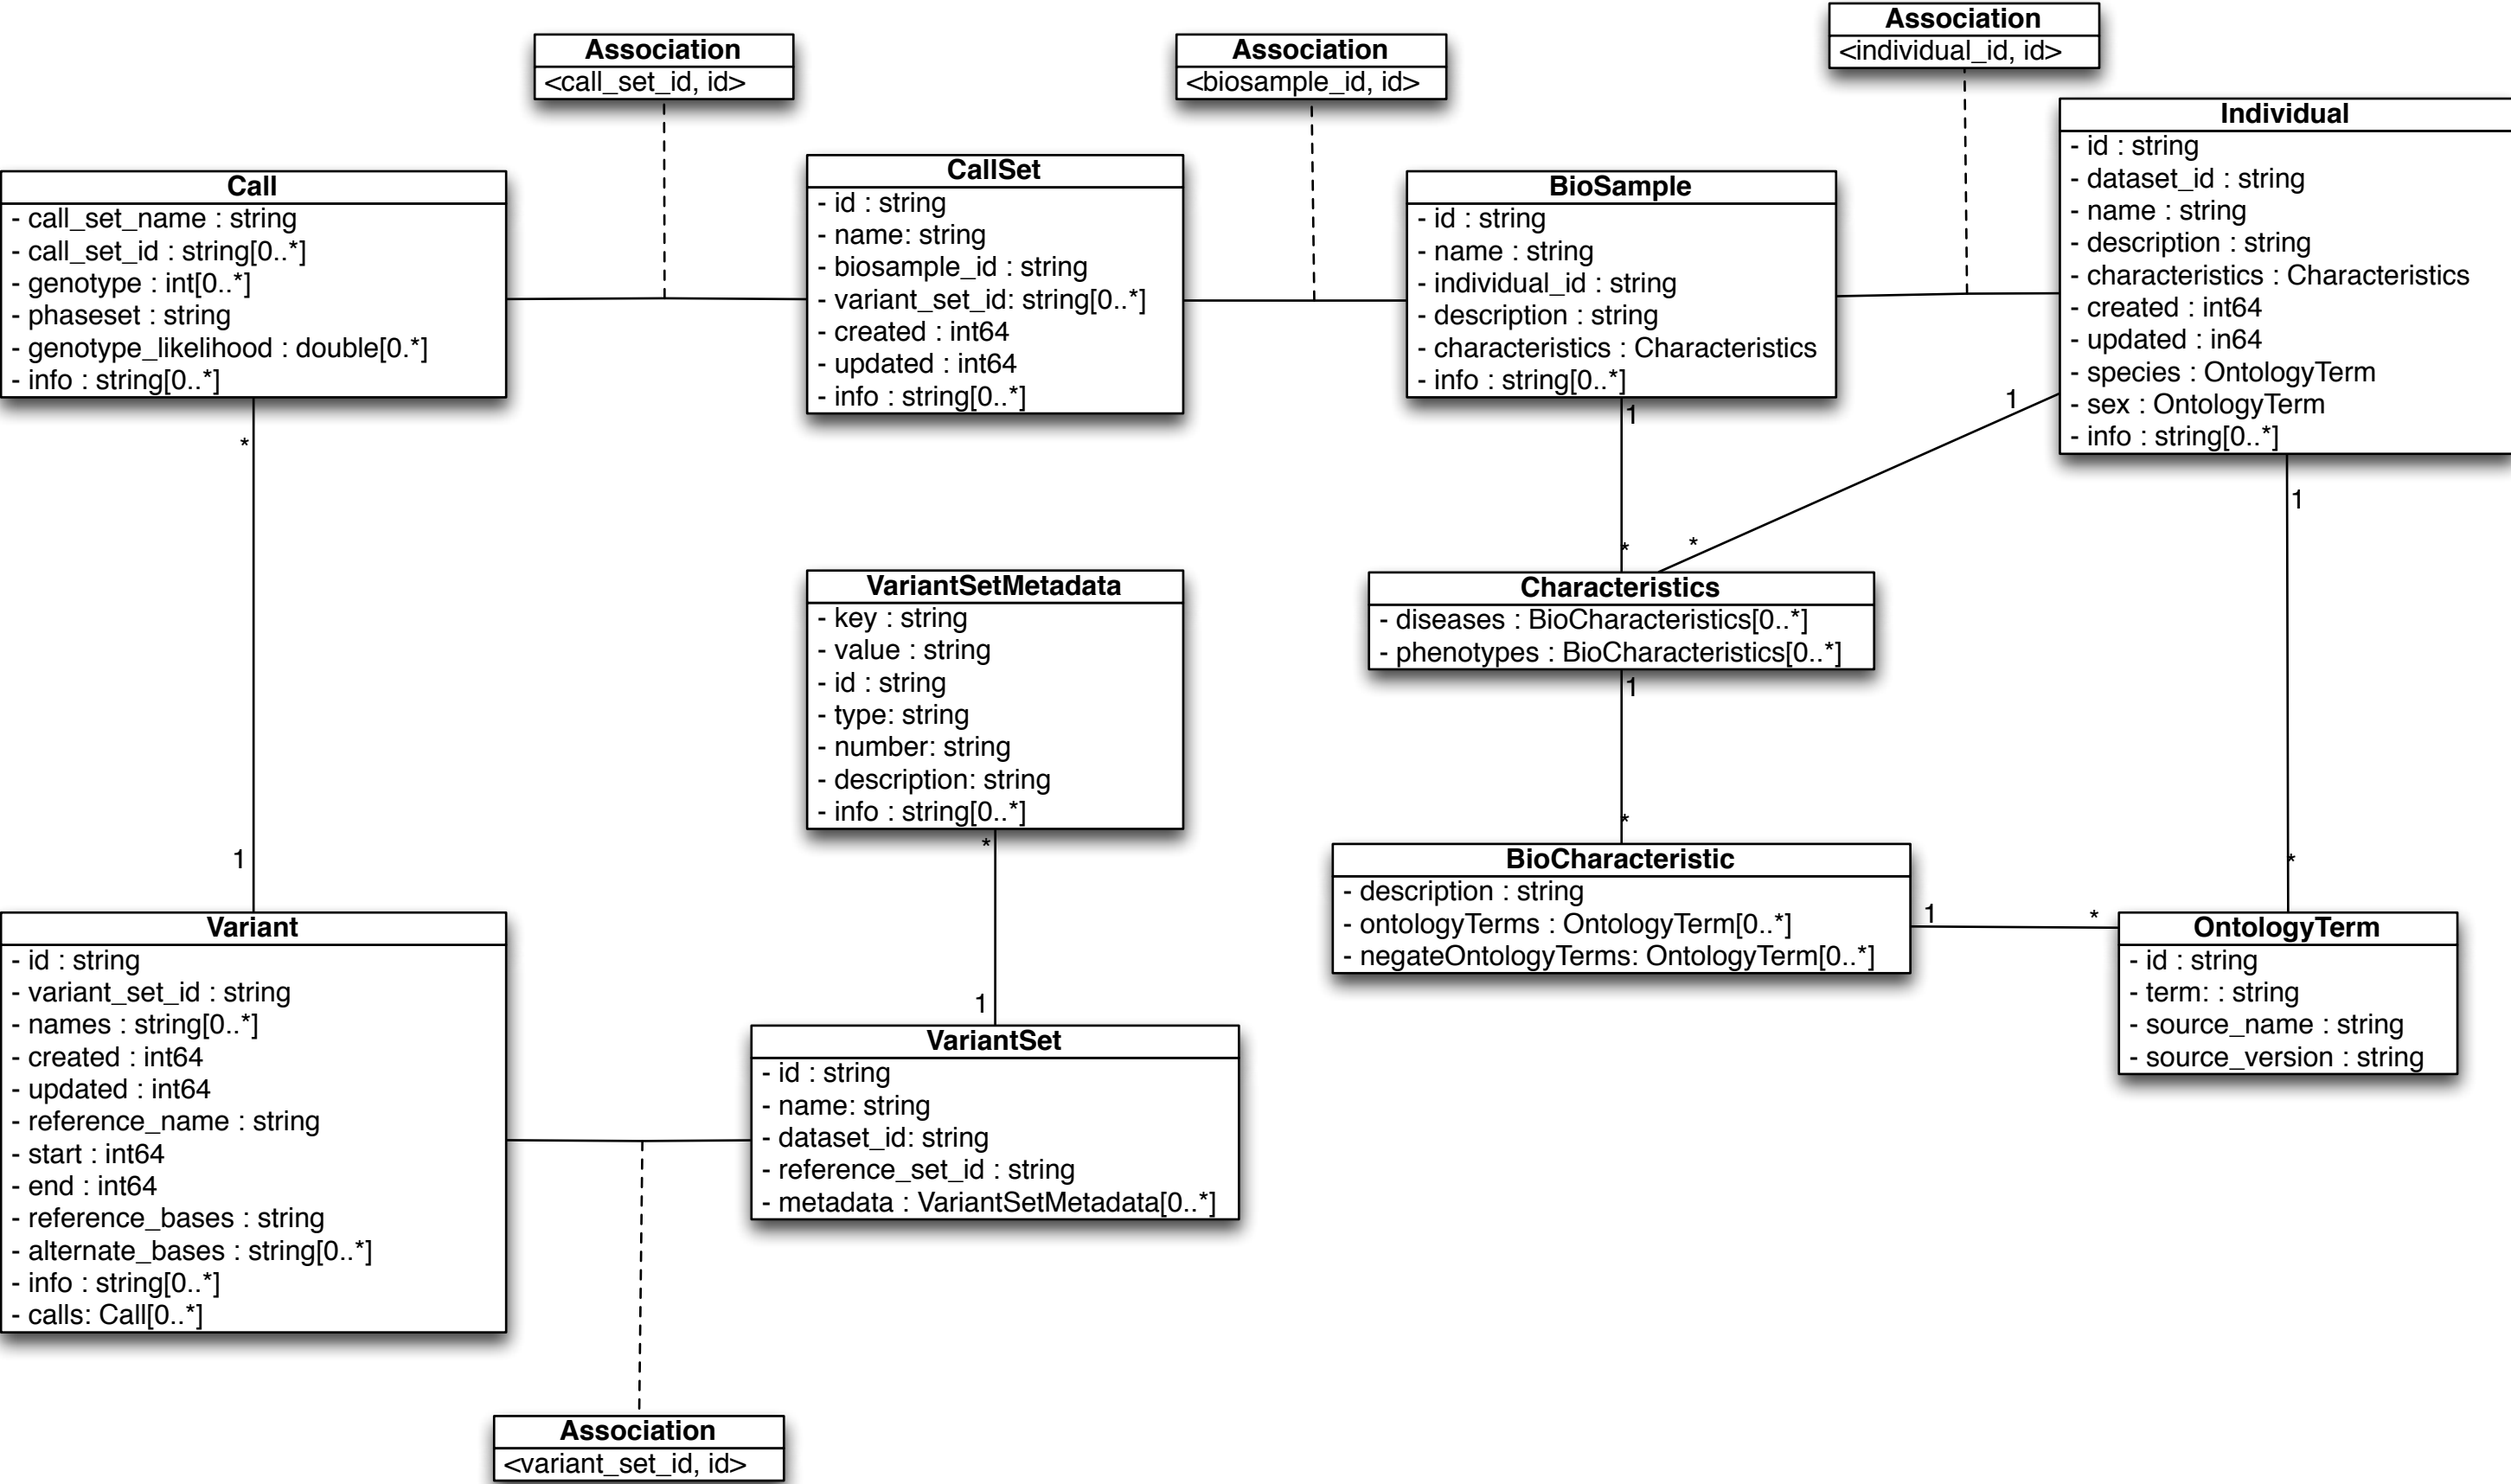 Association
<call_set_id, id>
Association
<biosample_id, id>
Association
<individual_id, id>
Call
- call_set_name : string
- call_set_id : string[0..*]
- genotype : int[0..*]
- phaseset : string
- genotype_likelihood : double[0.*]
- info : string[0..*]
CallSet
- id : string
- name: string
- biosample_id : string
- variant_set_id: string[0..*]
- created : int64
- updated : int64
- info : string[0..*]
BioSample
- id : string
- name : string
- individual_id : string
- description : string
- characteristics : Characteristics
- info : string[0..*]
Individual
- id : string
- dataset_id : string
- name : string
- description : string
- characteristics : Characteristics
- created : int64
- updated : in64
- species : OntologyTerm
- sex : OntologyTerm
- info : string[0..*]
*
1
1
*
1
*
1
*
VariantSetMetadata
- key : string
- value : string
- id : string
- type: string
- number: string
- description: string
- info : string[0..*]
*
1
Characteristics
- diseases : BioCharacteristics[0..*]
- phenotypes : BioCharacteristics[0..*]
1
*
BioCharacteristic
- description : string
- ontologyTerms : OntologyTerm[0..*]
- negateOntologyTerms: OntologyTerm[0..*]
1
*
OntologyTerm
- id : string
- term: : string
- source_name : string
- source_version : string
Variant
- id : string
- variant_set_id : string
- names : string[0..*]
- created : int64
- updated : int64
- reference_name : string
- start : int64
- end : int64
- reference_bases : string
- alternate_bases : string[0..*]
- info : string[0..*]
- calls: Call[0..*]
VariantSet
- id : string
- name: string
- dataset_id: string
- reference_set_id : string
- metadata : VariantSetMetadata[0..*]
Association
<variant_set_id, id>